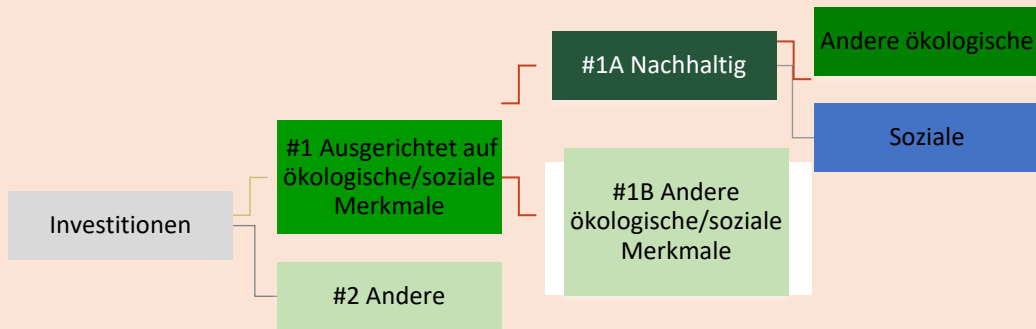 Investitionen
#1 Ausgerichtet auf
ökologische/soziale
Merkmale
#2 Andere
#1A Nachhaltig
#1B Andere
ökologische/soziale
Merkmale
Andere ökologische
Soziale